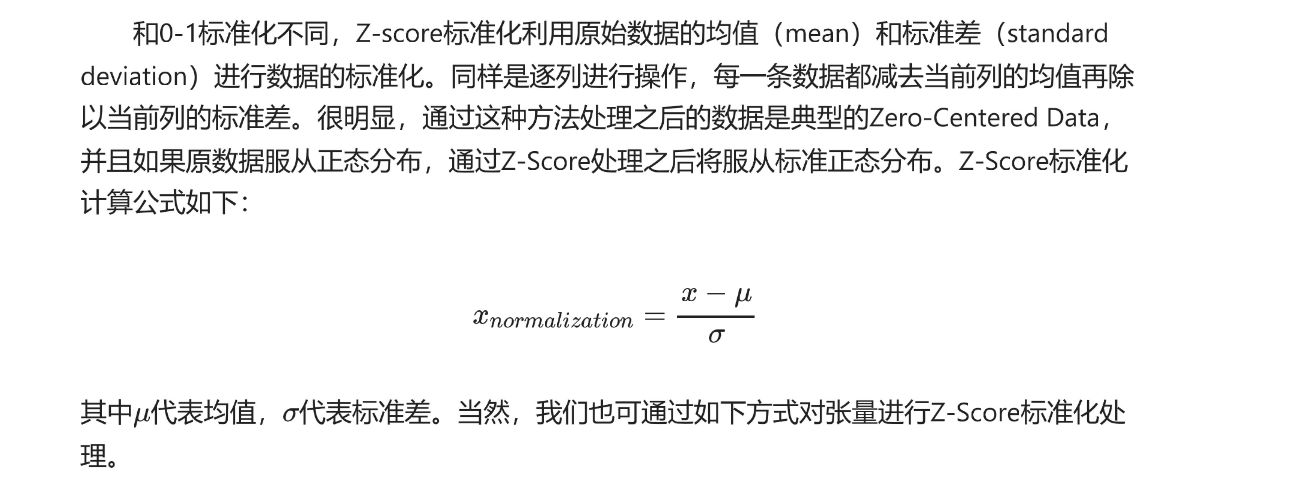 和0-1标准化不同，Z-score标准化利用原始数据的均值（mean）和标准差（standard
deviation）进行数据的标准化。同样是逐列进行操作，每一条数据都减去当前列的均值再除
以当前列的标准差。很明显，通过这种方法处理之后的数据是典型的Zero-Centered Data，
并且如果原数据服从正态分布，通过Z-Score处理之后将服从标准正态分布。Z-Score标准化
计算公式如下：
x_{normalization} = \frac{x - μ}{σ}
其中μ代表均值，σ代表标准差。当然，我们也可通过如下方式对张量进行Z-Score标准化处
理。